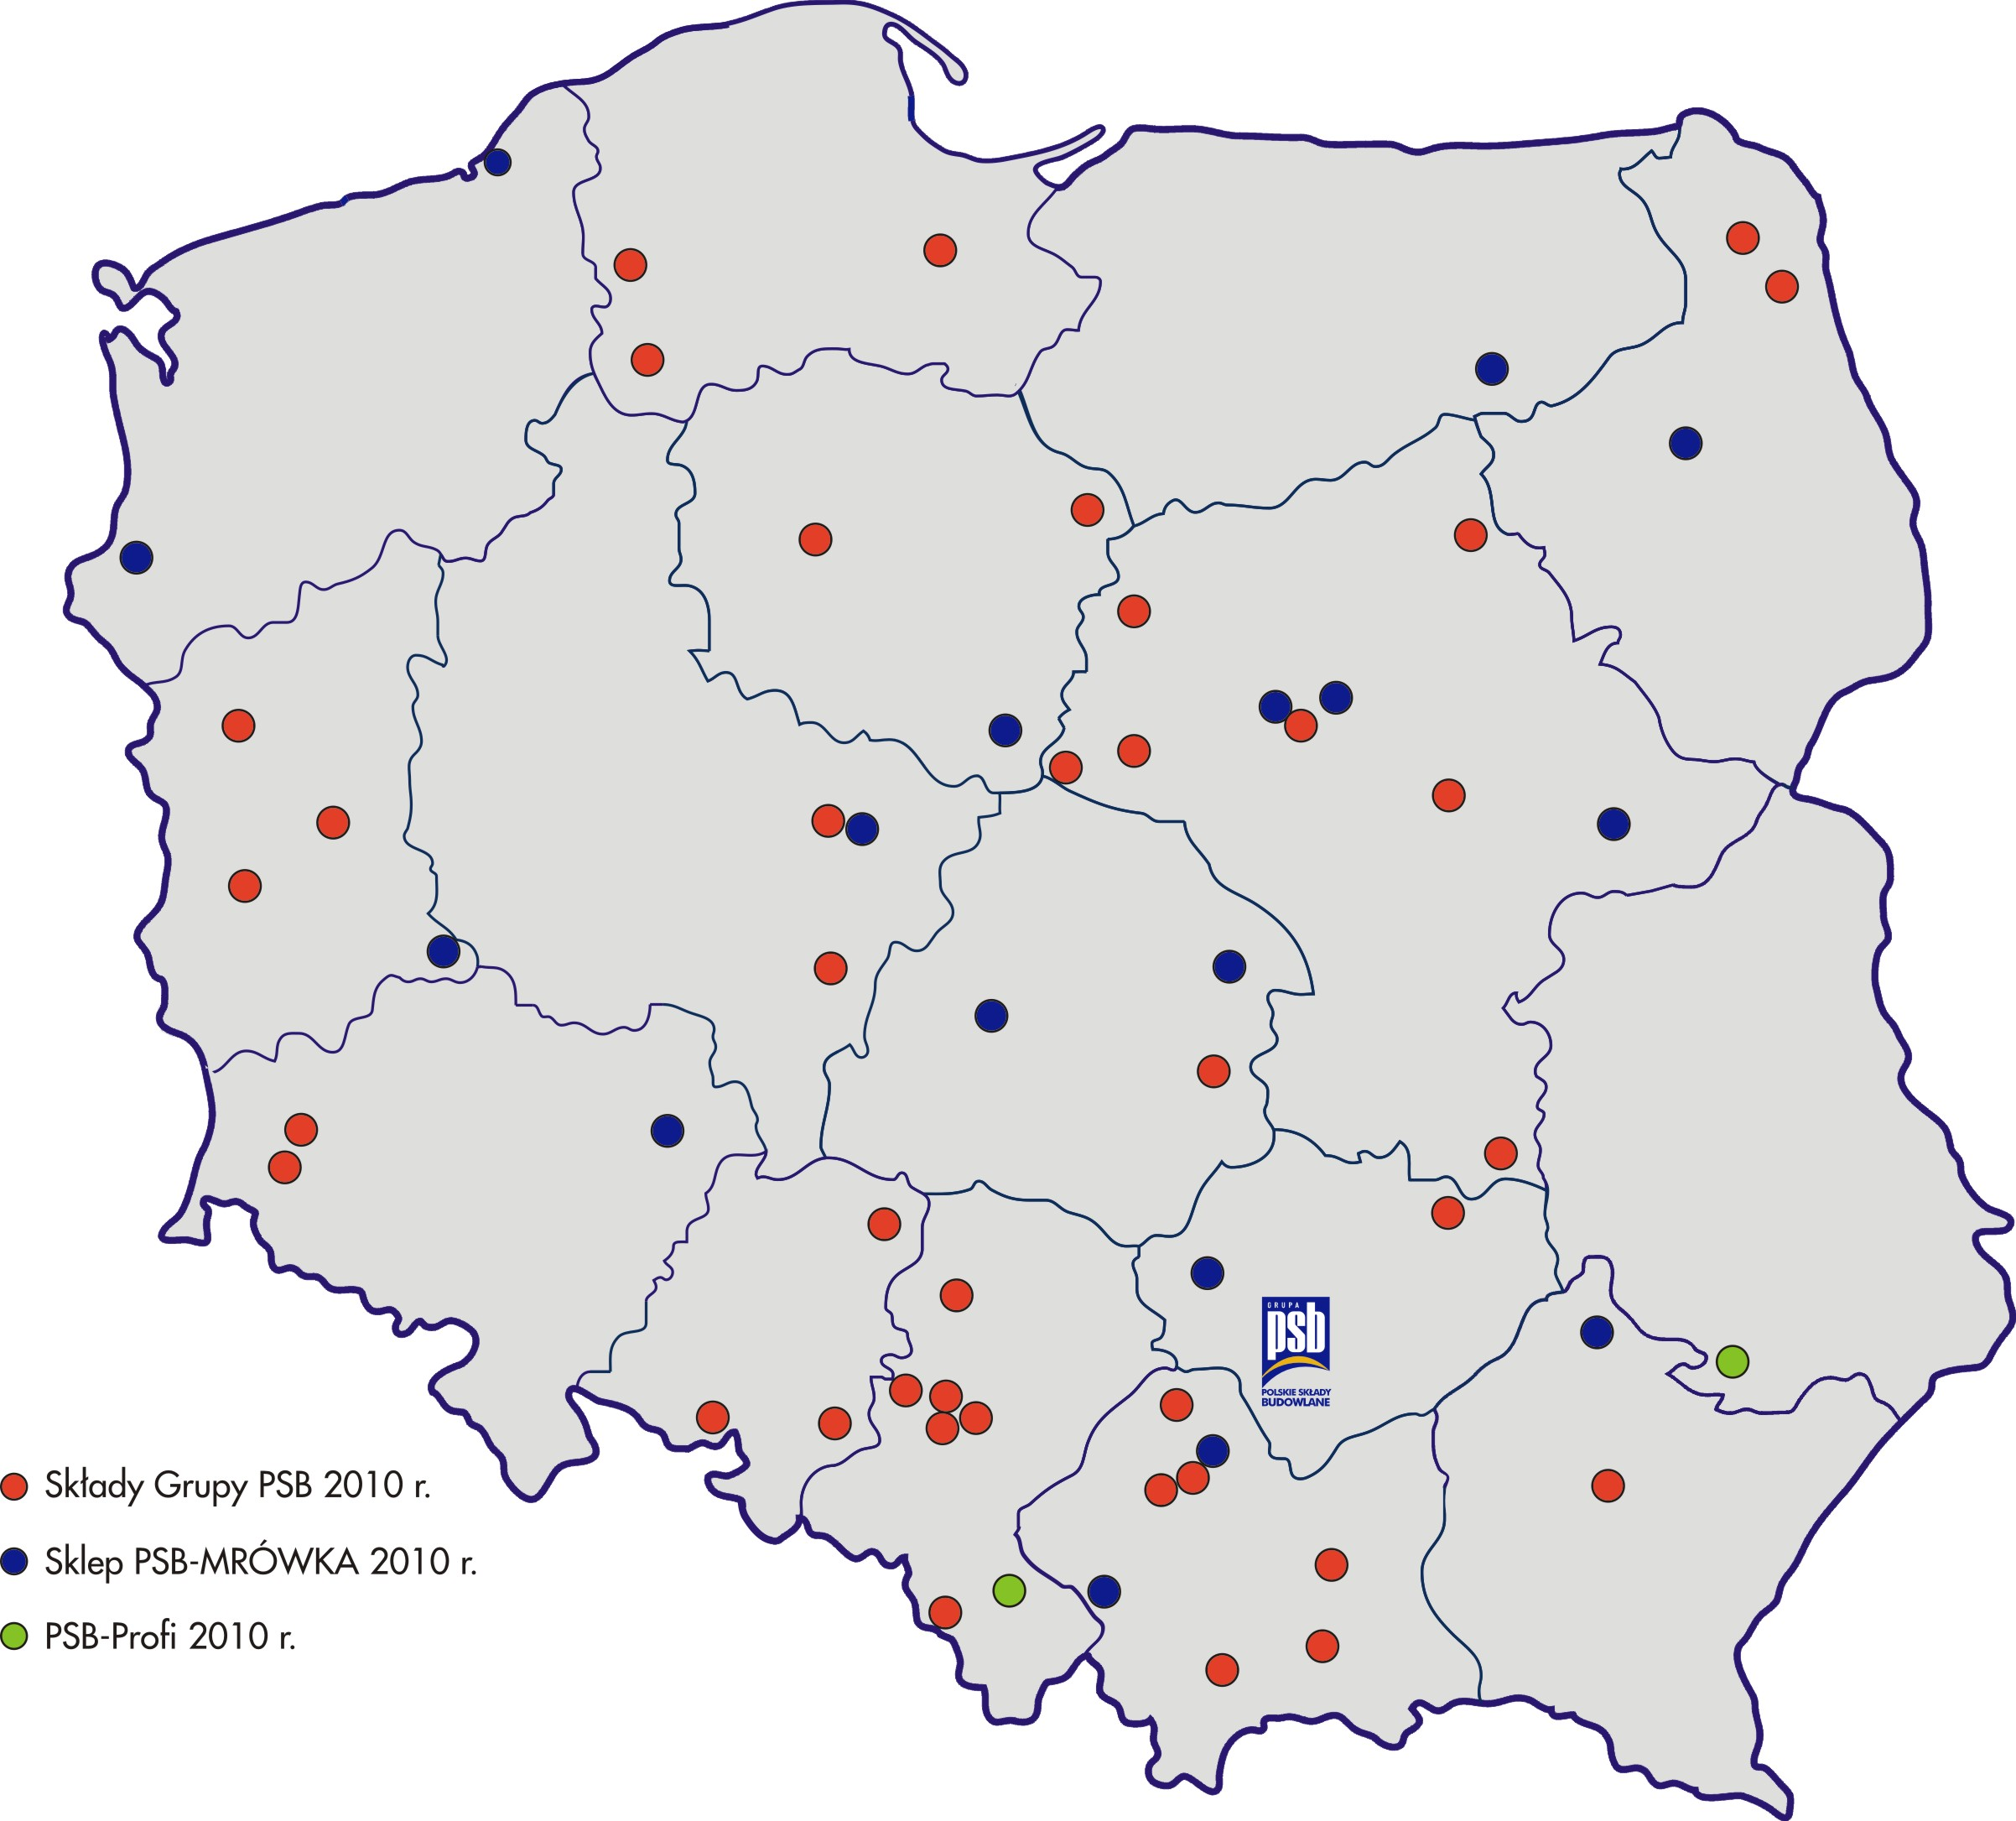 GRUPA
psb
POLSKIE SKŁADY
BUDOWLANE
Składy Grupy PSB 2010 r.
Sklep PSB-MRÓWKA 2010 r.
PSB-Profi 2010 r.